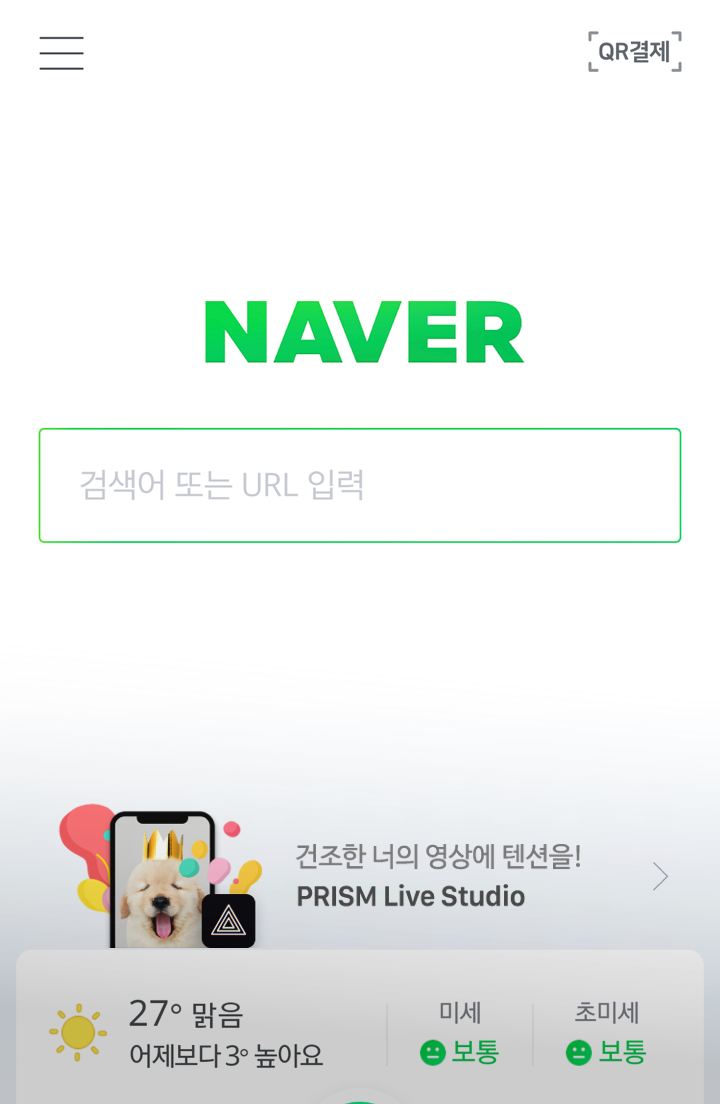 QR결제
NAVER
검색어 또는 URL 입력
건조한 너의 영상에 텐션을!
PRISM Live Studio
27° 맑음
어제보다 3° 높아요
미세
보통
초미세
보통